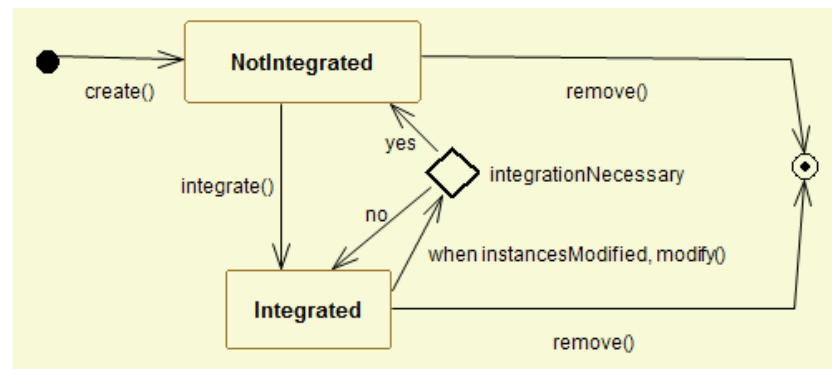 NotIntegrated
create()
remove()
yes
integrationNecessary
integrate()
no
when instancesModified, modify()
Integrated
remove()